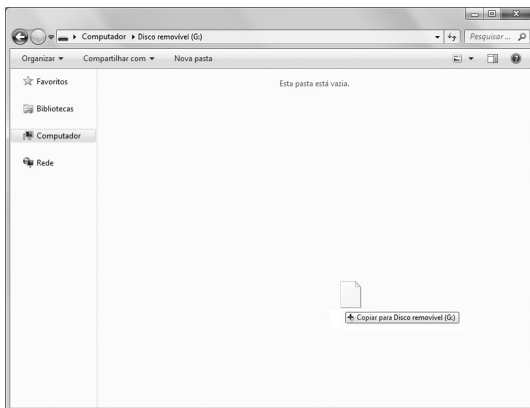 Computador Disco removível (G:)
Pesquisar ...
Organizar
Compartilhar com
Nova pasta
Favoritos
Esta pasta está vazia.
Bibliotecas
Computador
Rede
Copiar para Disco removível (G:)